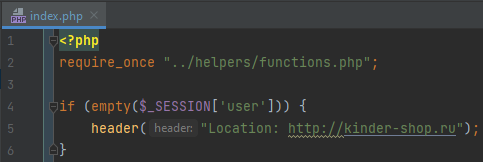 index.php
1 <?php
2 require_once "../helpers/functions.php";
3
4 if (empty($_SESSION['user'])) {
5 header( header: "Location: http://kinder-shop.ru");
6 }